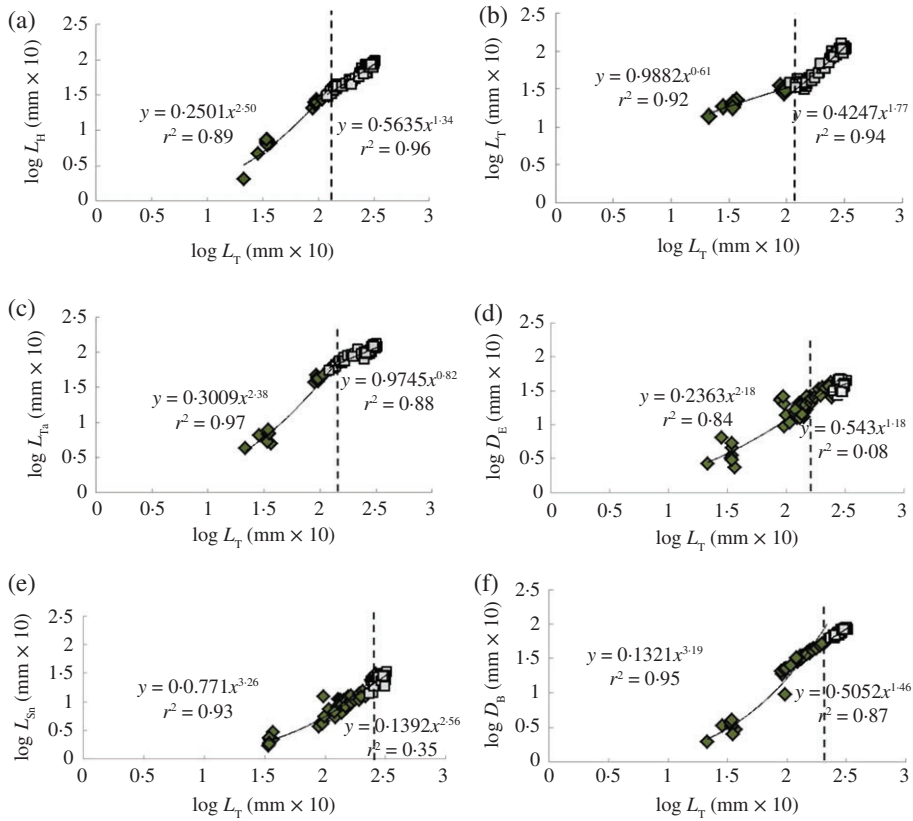 (a)
2·5
2
1·5
1
0·5
0
log L_H (mm × 10)
y = 0·2501x^2·50
r^2 = 0·89
y = 0·5635x^1·34
r^2 = 0·96
0 0·5 1 1·5 2 2·5 3
log L_T (mm × 10)
(b)
2·5
2
1·5
1
0·5
0
log L_T (mm × 10)
y = 0·9882x^0·61
r^2 = 0·92
y = 0·4247x^1·77
r^2 = 0·94
0 0·5 1 1·5 2 2·5 3
log L_T (mm × 10)
(c)
2·5
2
1·5
1
0·5
0
log L_Ta (mm × 10)
y = 0·3009x^2·38
r^2 = 0·97
y = 0·9745x^0·82
r^2 = 0·88
0 0·5 1 1·5 2 2·5 3
log L_T (mm × 10)
(d)
2·5
2
1·5
1
0·5
0
log D_E (mm × 10)
y = 0·2363x^2·18
r^2 = 0·84
y = 0·543x^1·18
r^2 = 0·08
0 0·5 1 1·5 2 2·5 3
log L_T (mm × 10)
(e)
2·5
2
1·5
1
0·5
0
log L_Sn (mm × 10)
y = 0·0.771x^3·26
r^2 = 0·93
y = 0·1392x^2·56
r^2 = 0·35
0 0·5 1 1·5 2 2·5 3
log L_T (mm × 10)
(f)
2·5
2
1·5
1
0·5
0
log D_B (mm × 10)
y = 0·1321x^3·19
r^2 = 0·95
y = 0·5052x^1·46
r^2 = 0·87
0 0·5 1 1·5 2 2·5 3
log L_T (mm × 10)